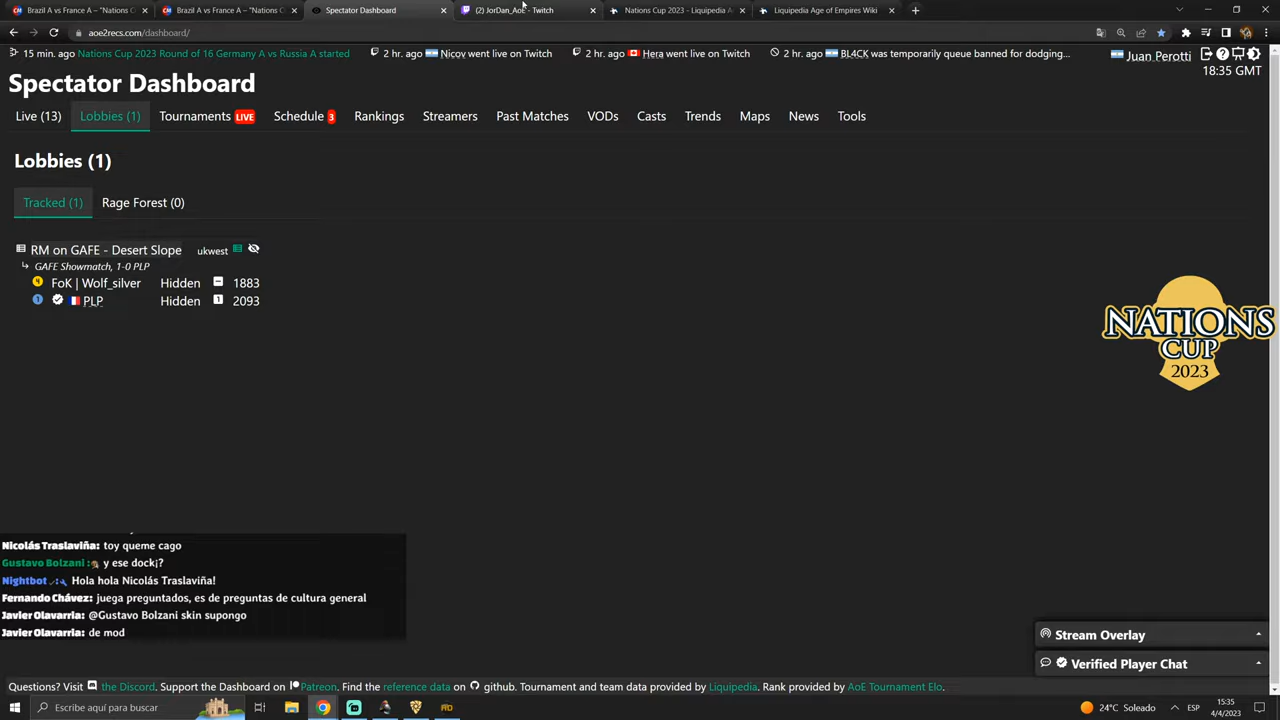 Brazil A vs France A – "Nations C
Brazil A vs France A – "Nations C
Spectator Dashboard
(2) JorDan_AoE - Twitch
Nations Cup 2023 - Liquipedia A
Liquipedia Age of Empires Wiki
aoe2recs.com/dashboard/
15 min. ago Nations Cup 2023 Round of 16 Germany A vs Russia A started
2 hr. ago Nicov went live on Twitch
2 hr. ago Hera went live on Twitch
2 hr. ago BL4CK was temporarily queue banned for dodging...
Juan Perotti
18:35 GMT
Spectator Dashboard
Live (13) Lobbies (1) Tournaments LIVE Schedule 3 Rankings Streamers Past Matches VODs Casts Trends Maps News Tools
Lobbies (1)
Tracked (1) Rage Forest (0)
RM on GAFE - Desert Slope ukwest
GAFE Showmatch, 1-0 PLP
4 FoK | Wolf_silver Hidden 1883
1 PLP Hidden 1 2093
NATIONS
CUP
2023
Nicolás Traslaviña: toy queme cago
Gustavo Bolzani : y ese dock¡?
Nightbot : Hola hola Nicolás Traslaviña!
Fernando Chávez: juega preguntados, es de preguntas de cultura general
Javier Olavarria: @Gustavo Bolzani skin supongo
Javier Olavarria: de mod
Stream Overlay
Verified Player Chat
Questions? Visit the Discord. Support the Dashboard on Patreon. Find the reference data on github. Tournament and team data provided by Liquipedia. Rank provided by AoE Tournament Elo.
Escribe aquí para buscar
24°C Soleado
ESP
15:35
4/4/2023